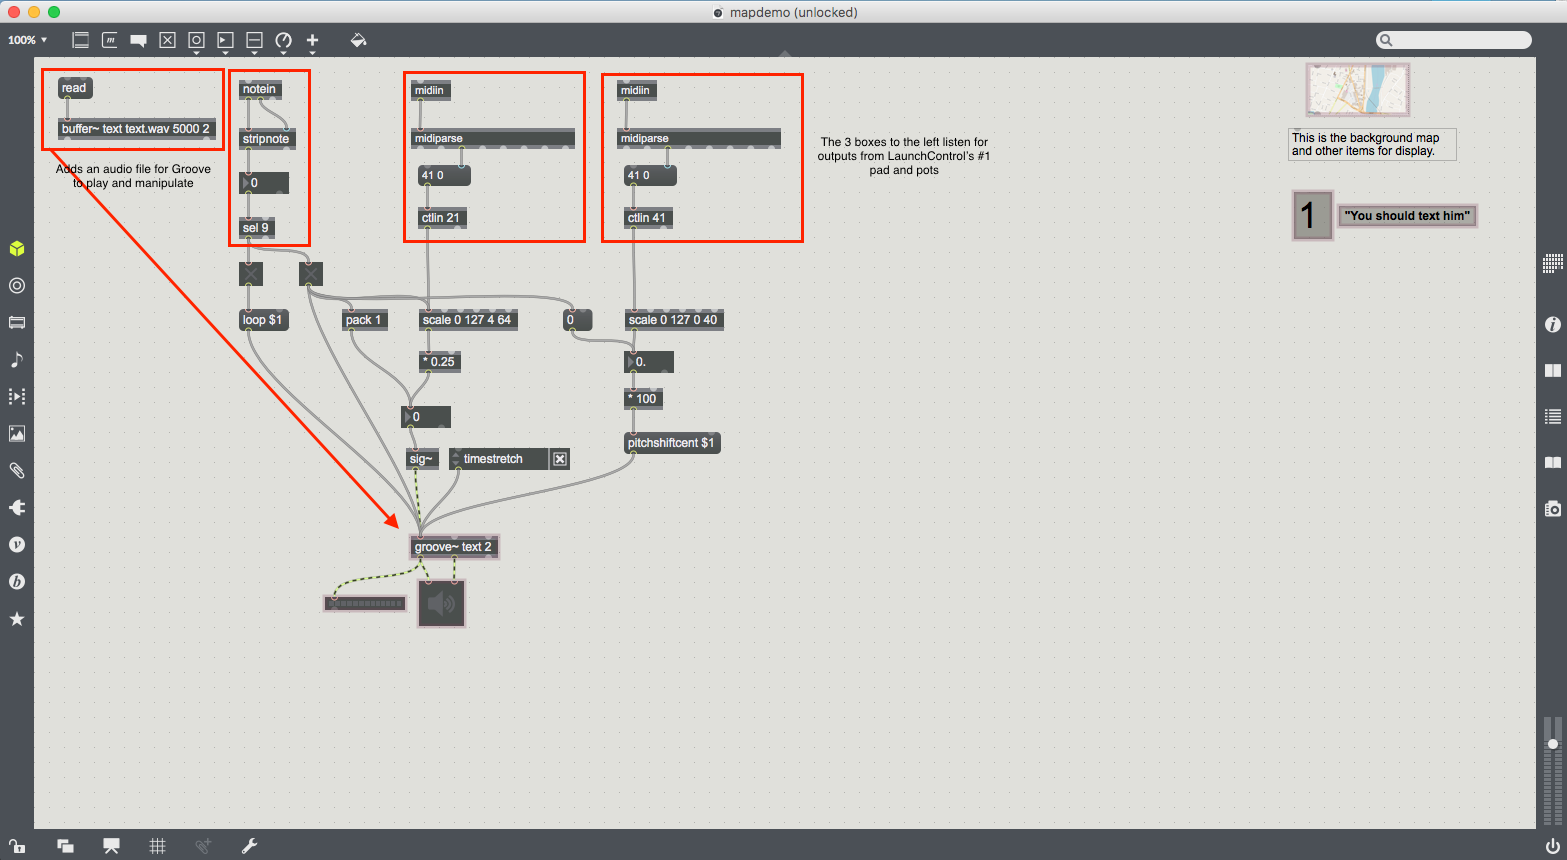 mapdemo (unlocked)
100%
read
buffer~ text text.wav 5000 2
Adds an audio file for Groove
to play and manipulate
notein
stripnote
0
sel 9
midiin
midiparse
41 0
ctlin 21
midiin
midiparse
41 0
ctlin 41
The 3 boxes to the left listen for
outputs from LaunchControl's #1
pad and pots
This is the background map
and other items for display.
1
"You should text him"
loop $1
pack 1
scale 0 127 4 64
0
scale 0 127 0 40
* 0.25
0.
* 100
0
pitchshiftcent $1
sig~
timestretch
groove~ text 2